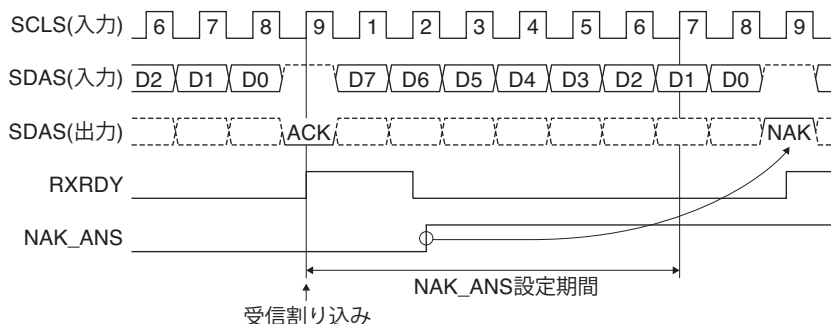 SCLS(入力) 6 7 8 9 1 2 3 4 5 6 7 8 9
SDAS(入力) D2 D1 D0 D7 D6 D5 D4 D3 D2 D1 D0
SDAS(出力) ACK NAK
RXRDY
NAK_ANS
NAK_ANS設定期間
受信割り込み